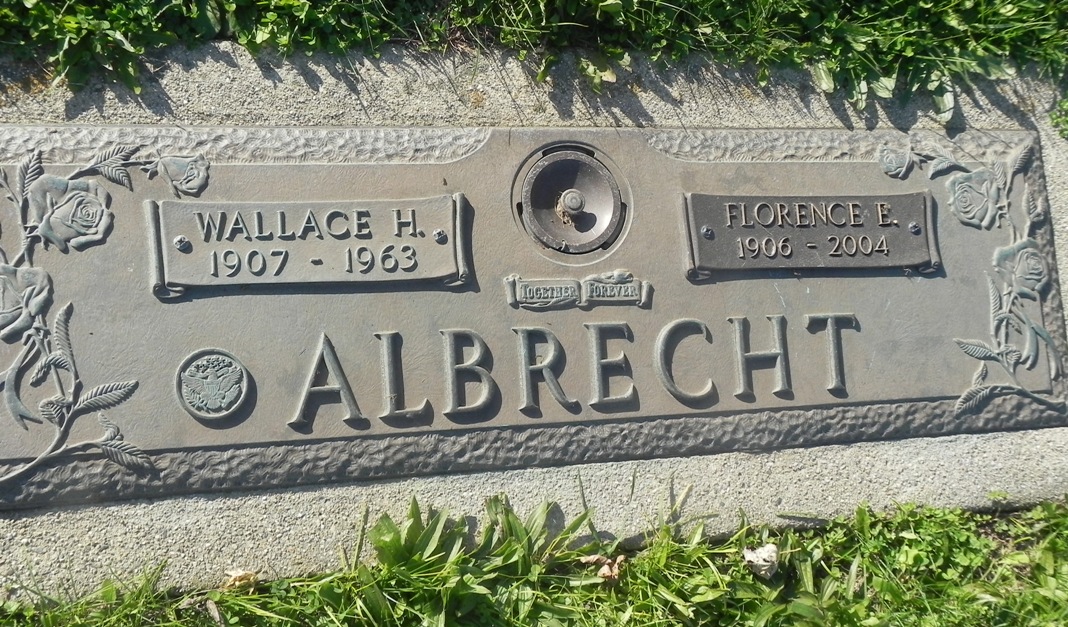 WALLACE H.
1907 - 1963
FLORENCE E.
1906 - 2004
TOGETHER FOREVER
ALBRECHT